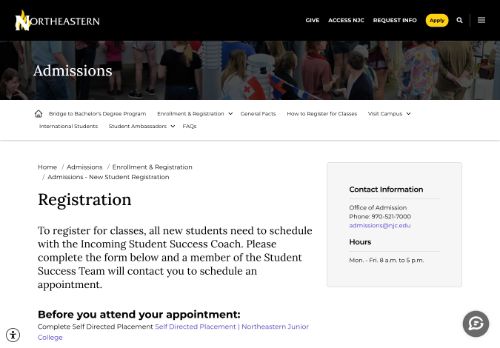 NORTHEASTERN
GIVE ACCESS NJC REQUEST INFO Apply
Admissions
Bridge to Bachelor's Degree Program Enrollment & Registration General Facts How to Register for Classes Visit Campus
International Students Student Ambassadors FAQs
Home / Admissions / Enrollment & Registration
/ Admissions - New Student Registration
Registration
To register for classes, all new students need to schedule
with the Incoming Student Success Coach. Please
complete the form below and a member of the Student
Success Team will contact you to schedule an
appointment.
Before you attend your appointment:
Complete Self Directed Placement Self Directed Placement | Northeastern Junior
College
Contact Information
Office of Admission
Phone: 970-521-7000
admissions@njc.edu
Hours
Mon. - Fri. 8 a.m. to 5 p.m.